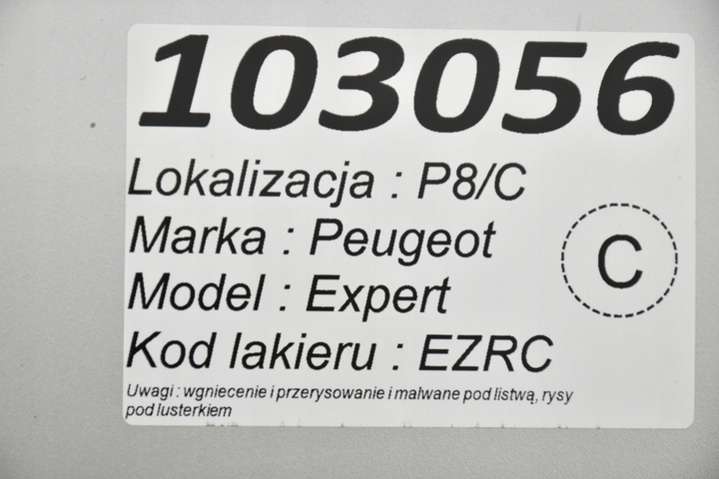 103056
Lokalizacja : P8/C
Marka : Peugeot
C
Model : Expert
Kod lakieru : EZRC
Uwagi : wgniecenie i przerysowanie i malwane pod listwą, rysy
pod lusterkiem